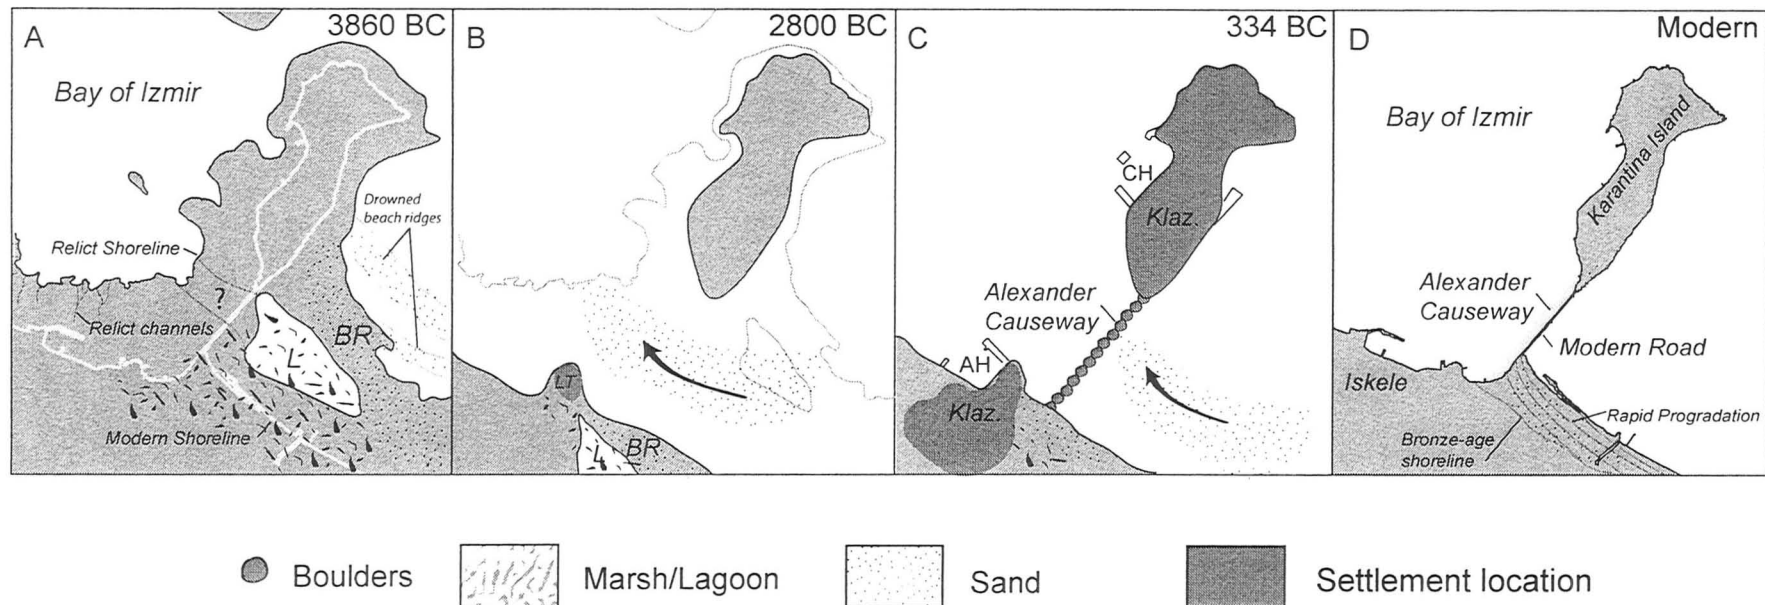 A
3860 BC
Bay of Izmir
Drowned
beach ridges
Relict Shoreline
?
Relict channels
BR
L
Modern Shoreline
B
2800 BC
LT
L
BR
C
334 BC
CH
Klaz.
Alexander
Causeway
AH
Klaz.
D
Modern
Bay of Izmir
Karantina Island
Alexander
Causeway
Modern Road
Iskele
Rapid Progradation
Bronze-age
shoreline
Boulders
Marsh/Lagoon
Sand
Settlement location